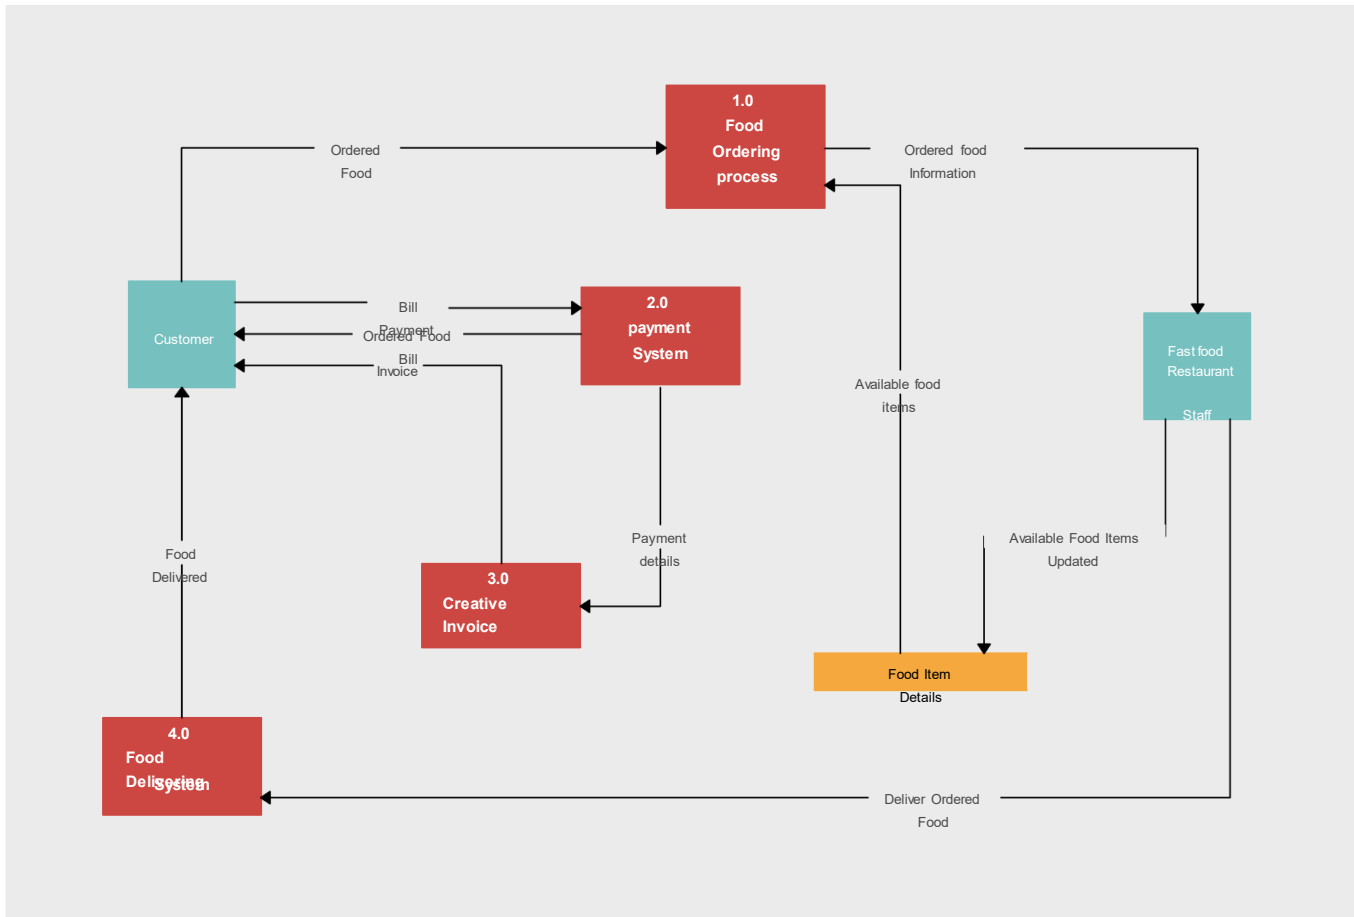 1.0
Food
Ordering
process
Ordered
Food
Ordered food
Information
2.0
payment
System
Bill
Payment
Ordered Food
Bill
Invoice
Customer
Fast food
Restaurant
Staff
Available food
items
Payment
details
Available Food Items
Updated
Food
Delivered
3.0
Creative
Invoice
Food Item
Details
4.0
Food
Delivering
System
Deliver Ordered
Food